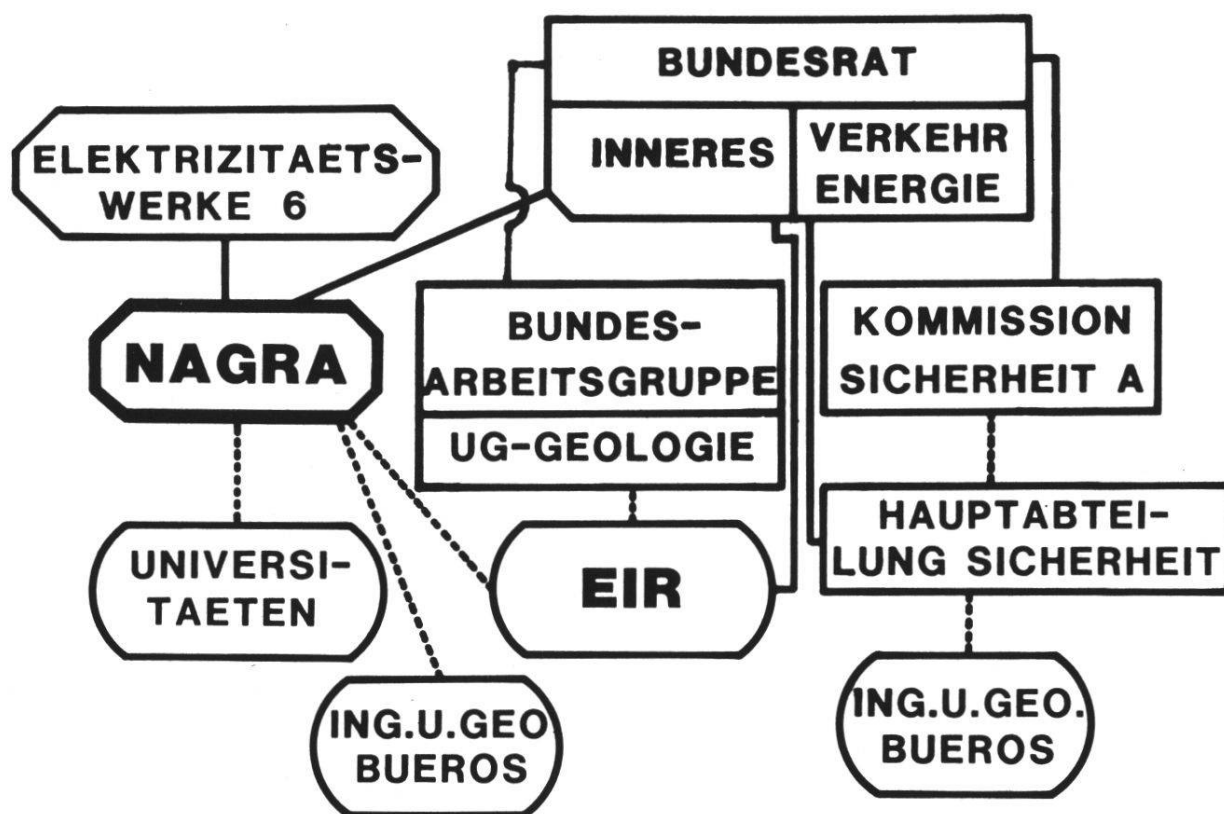 BUNDESRAT
INNERES
VERKEHR
ENERGIE
ELEKTRIZITAETS-
WERKE 6
NAGRA
BUNDES-
ARBEITSGRUPPE
UG-GEOLOGIE
KOMMISSION
SICHERHEIT A
HAUPTABTEI-
LUNG SICHERHEIT
UNIVERSI-
TAETEN
EIR
ING.U.GEO
BUEROS
ING.U.GEO.
BUEROS